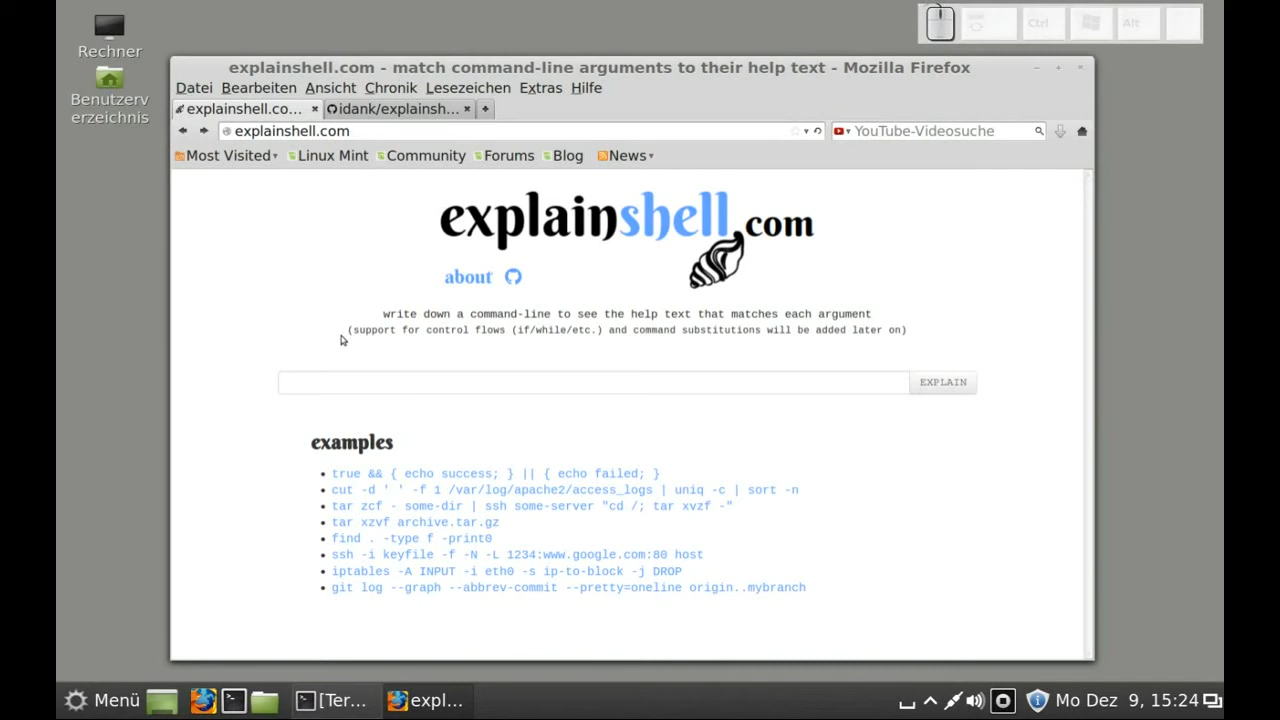 Rechner
Benutzerv
erzeichnis
Ctrl
Alt
explainshell.com - match command-line arguments to their help text - Mozilla Firefox
Datei Bearbeiten Ansicht Chronik Lesezeichen Extras Hilfe
explainshell.co...
idank/explainsh...
explainshell.com
YouTube-Videosuche
Most Visited Linux Mint Community Forums Blog News
explainshell.com
about
write down a command-line to see the help text that matches each argument
(support for control flows (if/while/etc.) and command substitutions will be added later on)
EXPLAIN
examples
• true && { echo success; } || { echo failed; }
• cut -d ' ' -f 1 /var/log/apache2/access_logs | uniq -c | sort -n
• tar zcf - some-dir | ssh some-server "cd /; tar xvzf -"
• tar xzvf archive.tar.gz
• find . -type f -print0
• ssh -i keyfile -f -N -L 1234:www.google.com:80 host
• iptables -A INPUT -i eth0 -s ip-to-block -j DROP
• git log --graph --abbrev-commit --pretty=oneline origin..mybranch
Menü
[Ter...
expl...
Mo Dez 9, 15:24